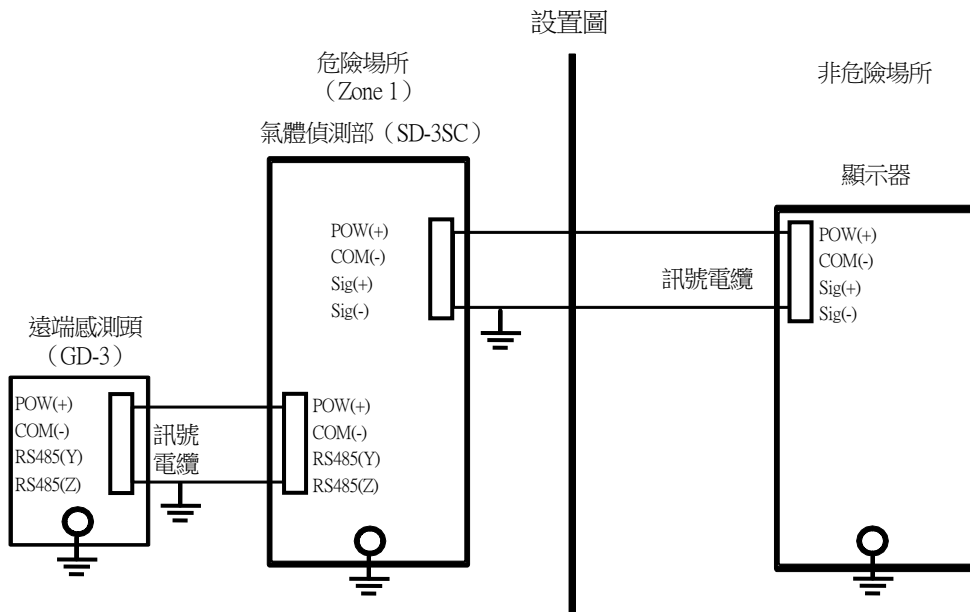 設置圖
危險場所
（Zone 1）
非危險場所
氣體偵測部（SD-3SC）
顯示器
POW(+)
COM(-)
Sig(+)
Sig(-)
訊號電纜
POW(+)
COM(-)
Sig(+)
Sig(-)
遠端感測頭
（GD-3）
POW(+)
COM(-)
RS485(Y)
RS485(Z)
訊號
電纜
POW(+)
COM(-)
RS485(Y)
RS485(Z)